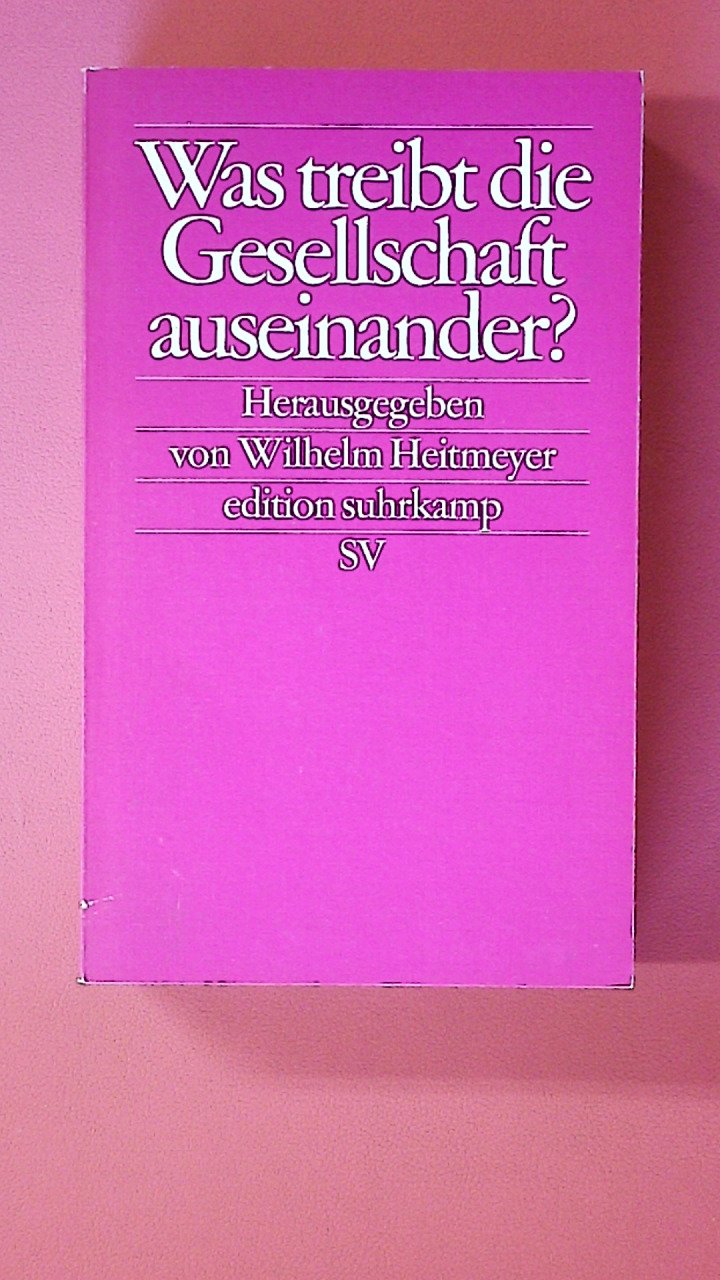 Was treibt die
Gesellschaft
auseinander?
Herausgegeben
von Wilhelm Heitmeyer
edition suhrkamp
SV